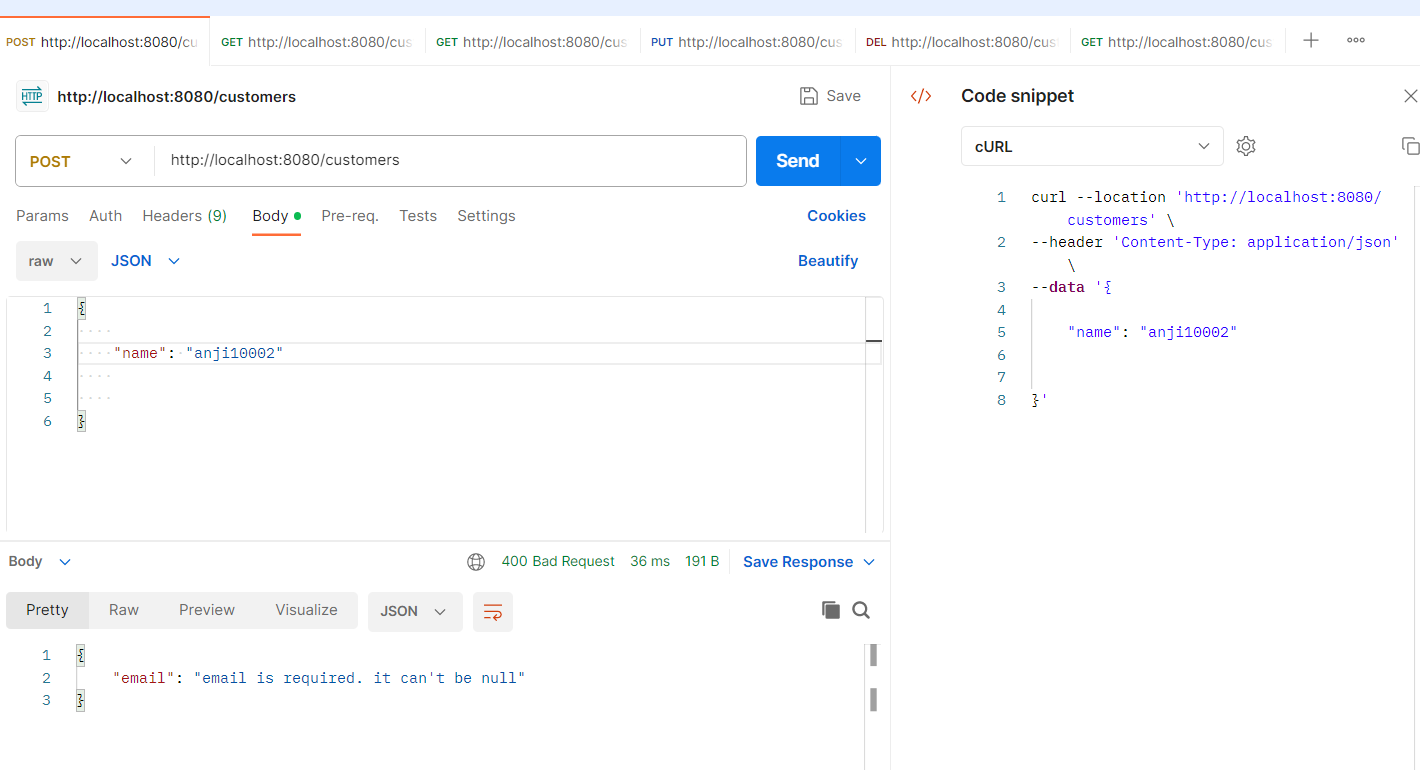 POST http://localhost:8080/cu
GET http://localhost:8080/cus
GET http://localhost:8080/cus
PUT http://localhost:8080/cus
DEL http://localhost:8080/cus
GET http://localhost:8080/cus
HTTP http://localhost:8080/customers
Save
POST http://localhost:8080/customers
Send
Params Auth Headers (9) Body Pre-req. Tests Settings
Cookies
raw JSON
Beautify
1 {
2
3 "name": "anji10002"
4
5
6 }
Body
400 Bad Request 36 ms 191 B Save Response
Pretty Raw Preview Visualize JSON
1 {
2 "email": "email is required. it can't be null"
3 }
</> Code snippet
cURL
1 curl --location 'http://localhost:8080/
customers' \
2 --header 'Content-Type: application/json'
\
3 --data '{
4
5 "name": "anji10002"
6
7
8 }'